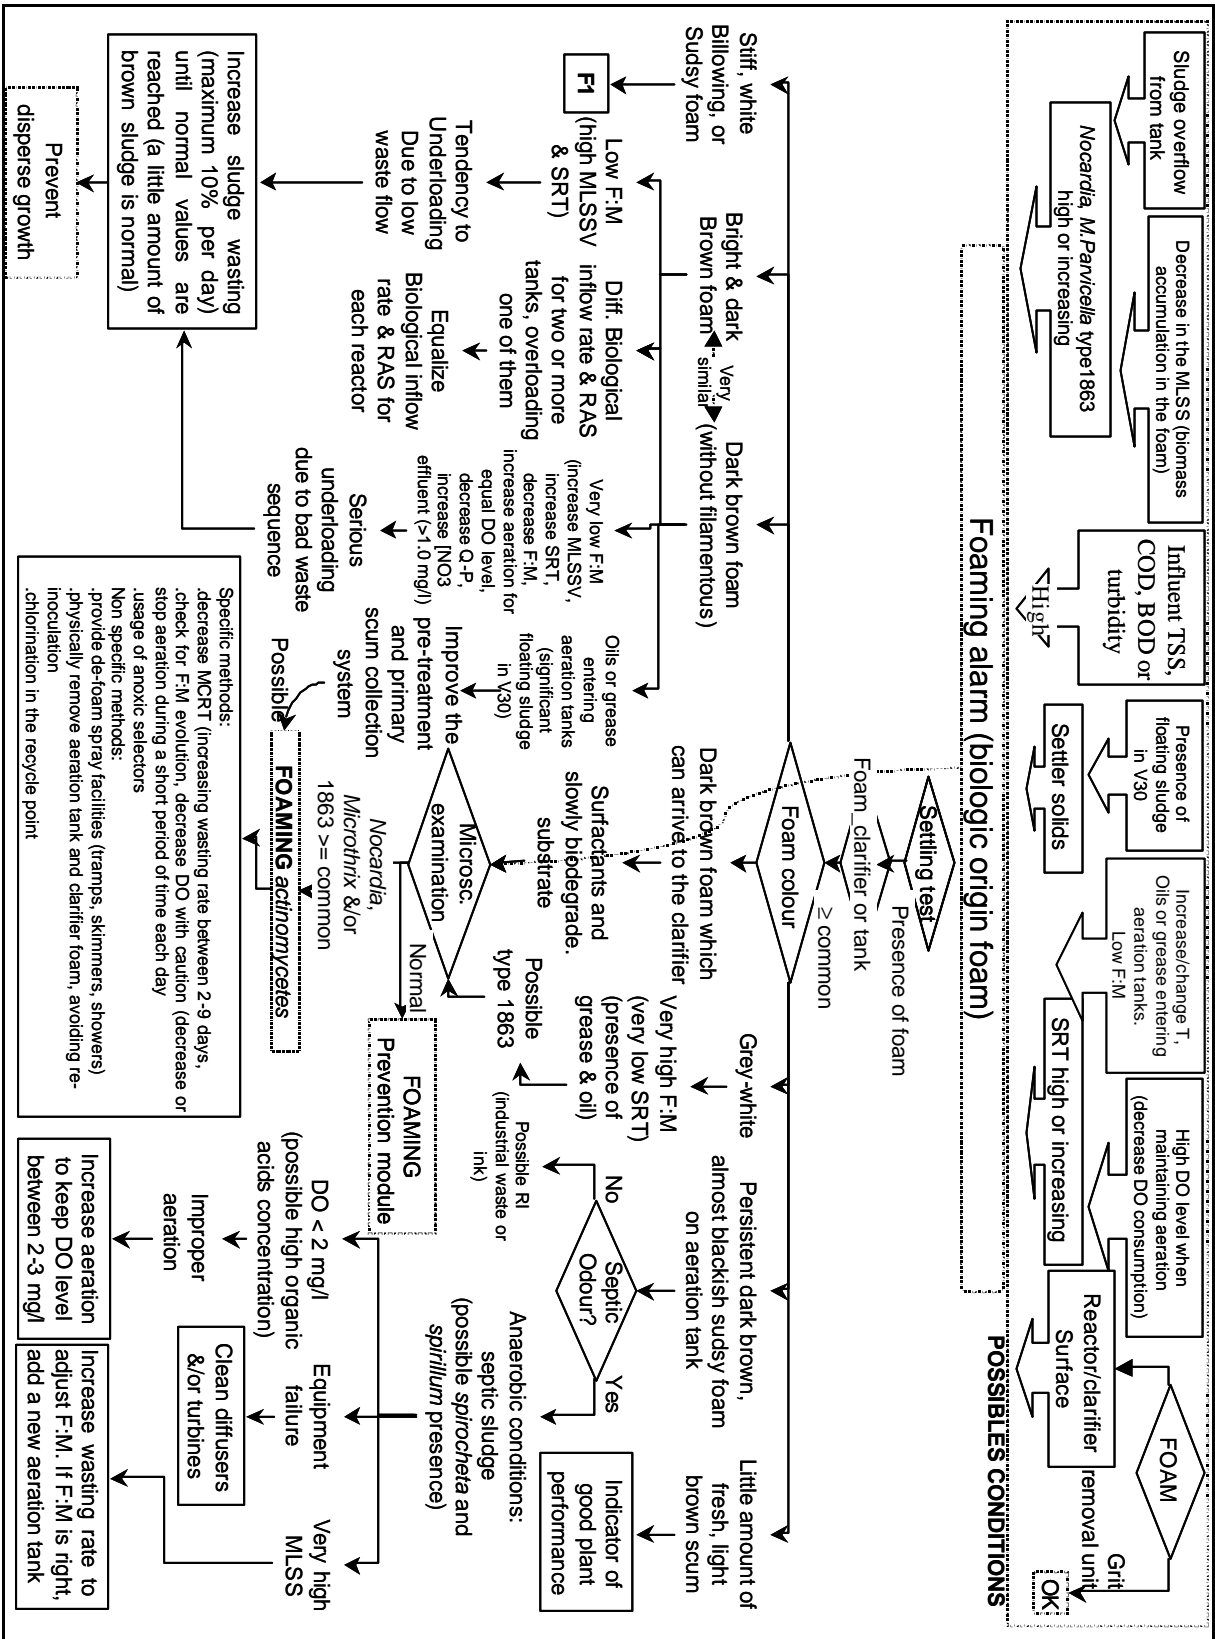 Sludge overflow
from tank
Decrease in the MLSS (biomass
accumulation in the foam)
Nocardia, M.Parvicella type1863
high or increasing
Influent TSS,
COD, BOD or
turbidity
High
Presence of
floating sludge
in V30
Settler solids
Increase/change T,
Oils or grease entering
aeration tanks.
Low F:M
SRT high or increasing
High DO level when
maintaining aeration
(decrease DO consumption)
Reactor/clarifier
Surface
FOAM
Grit
removal unit
OK
POSSIBLES CONDITIONS
Foaming alarm (biologic origin foam)
Settling test
Presence of foam
Foam_clarifier or tank
≥ common
Foam colour
Stiff, white
Billowing, or
Sudsy foam
F1
Bright & dark
Brown foam
Very
similar
Dark brown foam
(without filamentous)
Dark brown foam which
can arrive to the clarifier
Grey-white
Persistent dark brown,
almost blackish sudsy foam
on aeration tank
Little amount of
fresh, light
brown scum
Low F:M
(high MLSSV
& SRT)
Tendency to
Underloading
Due to low
waste flow
Increase sludge wasting
(maximum 10% per day)
until normal values are
reached (a little amount of
brown sludge is normal)
Prevent
disperse growth
Diff. Biological
inflow rate & RAS
for two or more
tanks, overloading
one of them
Equalize
Biological inflow
rate & RAS for
each reactor
Very low F:M
(increase MLSSV,
increase SRT,
decrease F:M,
increase aeration for
equal DO level,
decrease Q-P,
increase [NO3
effluent (>1.0 mg/l)
Serious
underloading
due to bad waste
sequence
Oils or grease
entering
aeration tanks
(significant
floating sludge
in V30)
Improve the
pre-treatment
and primary
scum collection
system
Possible
Surfactants and
slowly biodegrade.
substrate
Microsc.
examination
Nocardia,
Microthrix &/or
1863 >= common
Normal
FOAMING actinomycetes
FOAMING
Prevention module
Specific methods:
.decrease MCRT (increasing wasting rate between 2-9 days,
.check for F:M evolution, decrease DO with caution (decrease or
stop aeration during a short period of time each day
.usage of anoxic selectors
Non specific methods:
.provide de-foam spray facilities (tramps, skimmers, showers)
.physically remove aeration tank and clarifier foam, avoiding re-
inoculation
.chlorination in the recycle point
Very high F:M
(very low SRT)
(presence of
grease & oil)
Possible
type 1863
Septic
Odour?
No
Yes
Possible RI
(industrial waste or
ink)
Anaerobic conditions:
septic sludge
(possible spirocheta and
spirillum presence)
Indicator of
good plant
performance
DO < 2 mg/l
(possible high organic
acids concentration)
Improper
aeration
Increase aeration
to keep DO level
between 2-3 mg/l
Equipment
failure
Clean diffusers
&/or turbines
Very high
MLSS
Increase wasting rate to
adjust F:M. If F:M is right,
add a new aeration tank